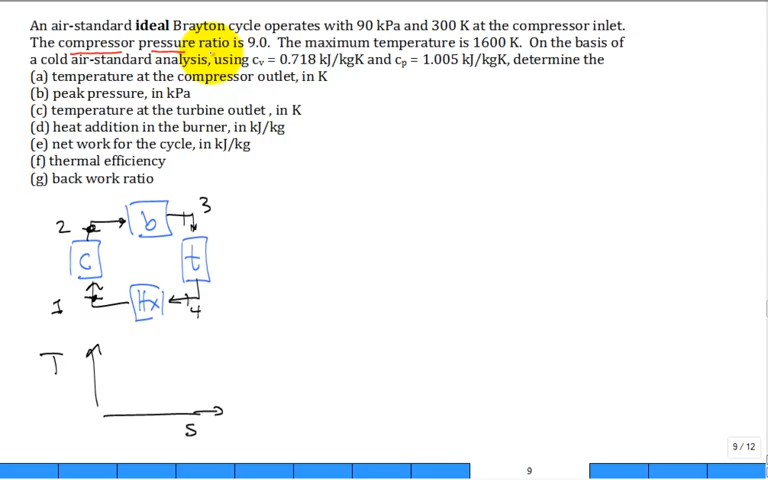 An air-standard ideal Brayton cycle operates with 90 kPa and 300 K at the compressor inlet.
The compressor pressure ratio is 9.0.  The maximum temperature is 1600 K.  On the basis of
a cold air-standard analysis, using cᵥ = 0.718 kJ/kgK and cₚ = 1.005 kJ/kgK, determine the
(a) temperature at the compressor outlet, in K
(b) peak pressure, in kPa
(c) temperature at the turbine outlet , in K
(d) heat addition in the burner, in kJ/kg
(e) net work for the cycle, in kJ/kg
(f) thermal efficiency
(g) back work ratio
2 b 3
c t
1 Hx 4
T
s
9 / 12
9